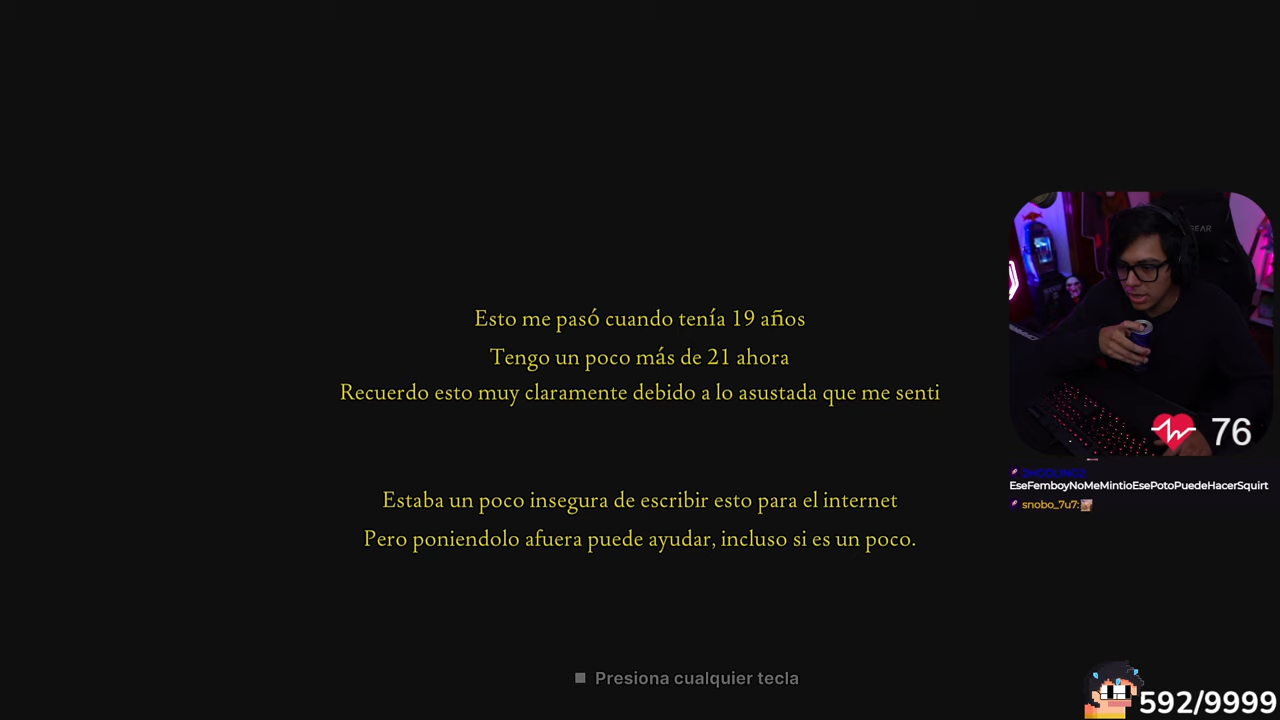 Esto me pasó cuando tenía 19 años
Tengo un poco más de 21 ahora
Recuerdo esto muy claramente debido a lo asustada que me senti
Estaba un poco insegura de escribir esto para el internet
Pero poniendolo afuera puede ayudar, incluso si es un poco.
Presiona cualquier tecla
GEAR
76
EseFemboyNoMeMintioEsePotoPuedeHacerSquirt
snobo_7u7:
592/9999